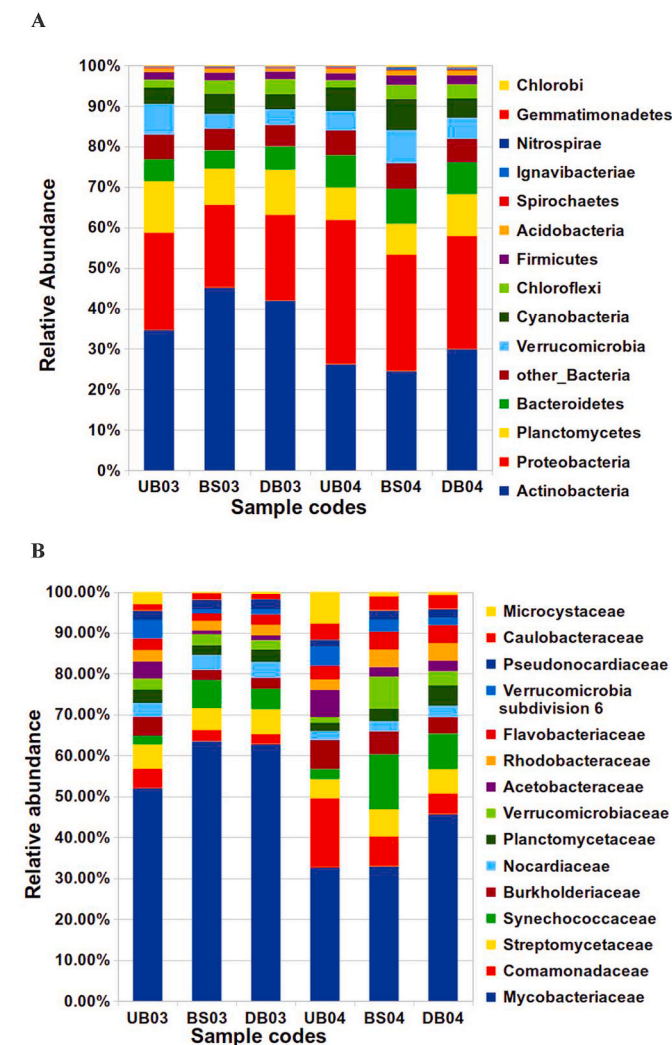 A
100%
90%
80%
70%
60%
50%
40%
30%
20%
10%
0%
Relative Abundance
UB03 BS03 DB03 UB04 BS04 DB04
Sample codes
Chlorobi
Gemmatimonadetes
Nitrospirae
Ignavibacteriae
Spirochaetes
Acidobacteria
Firmicutes
Chloroflexi
Cyanobacteria
Verrucomicrobia
other_Bacteria
Bacteroidetes
Planctomycetes
Proteobacteria
Actinobacteria
B
100.00%
90.00%
80.00%
70.00%
60.00%
50.00%
40.00%
30.00%
20.00%
10.00%
0.00%
Relative abundance
UB03 BS03 DB03 UB04 BS04 DB04
Sample codes
Microcystaceae
Caulobacteraceae
Pseudonocardiaceae
Verrucomicrobia
subdivision 6
Flavobacteriaceae
Rhodobacteraceae
Acetobacteraceae
Verrucomicrobiaceae
Planctomycetaceae
Nocardiaceae
Burkholderiaceae
Synechococcaceae
Streptomycetaceae
Comamonadaceae
Mycobacteriaceae